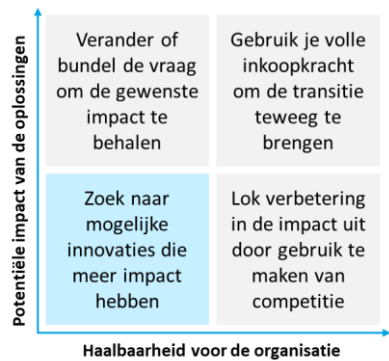 Potentiële impact van de oplossingen
Verander of
bundel de vraag
om de gewenste
impact te
behalen
Gebruik je volle
inkoopkracht
om de transitie
teweeg te
brengen
Zoek naar
mogelijke
innovaties die
meer impact
hebben
Lok verbetering
in de impact uit
door gebruik te
maken van
competitie
Haalbaarheid voor de organisatie